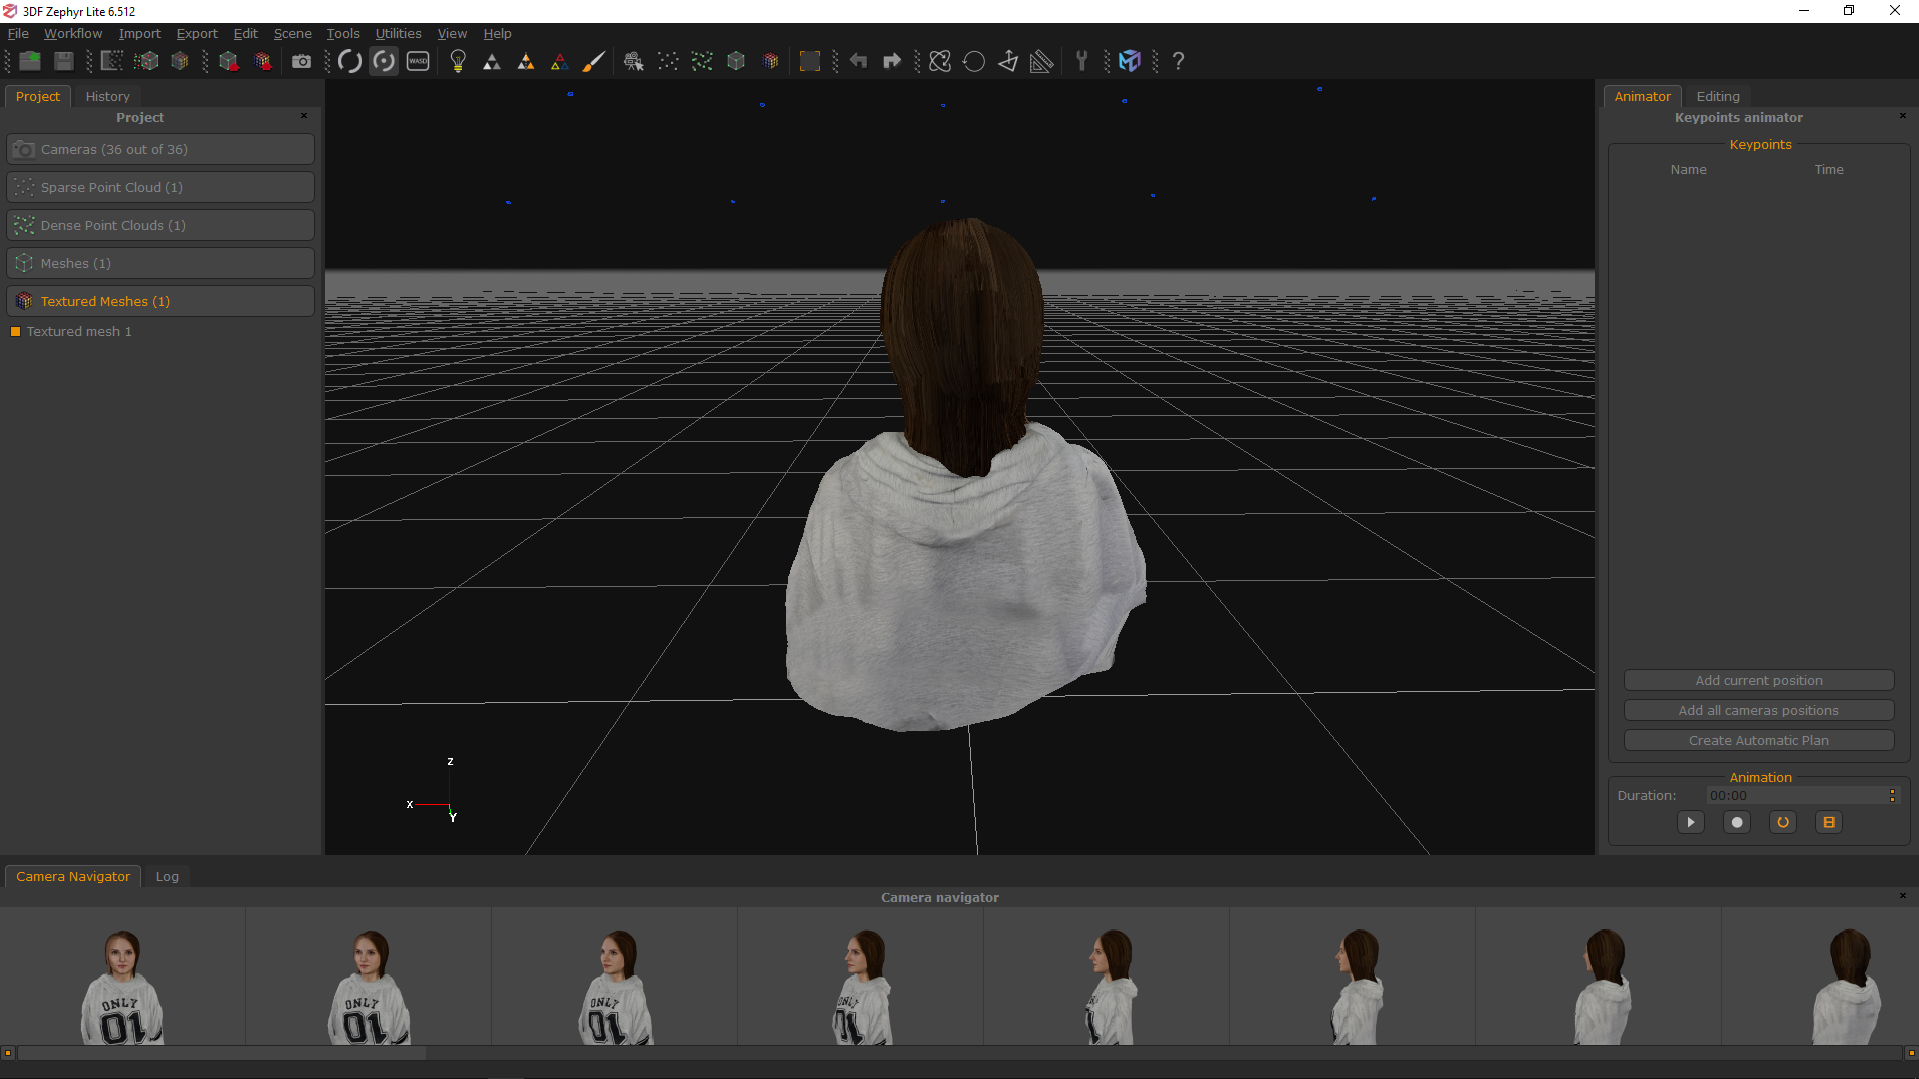 3DF Zephyr Lite 6.512
File Workflow Import Export Edit Scene Tools Utilities View Help
WASD
?
Project History
Project
Cameras (36 out of 36)
Sparse Point Cloud (1)
Dense Point Clouds (1)
Meshes (1)
Textured Meshes (1)
Textured mesh 1
Z
X
Y
Animator Editing
Keypoints animator
Keypoints
Name Time
Add current position
Add all cameras positions
Create Automatic Plan
Animation
Duration: 00:00
Camera Navigator Log
Camera navigator
ONLY
01
ONLY
01
ONLY
01